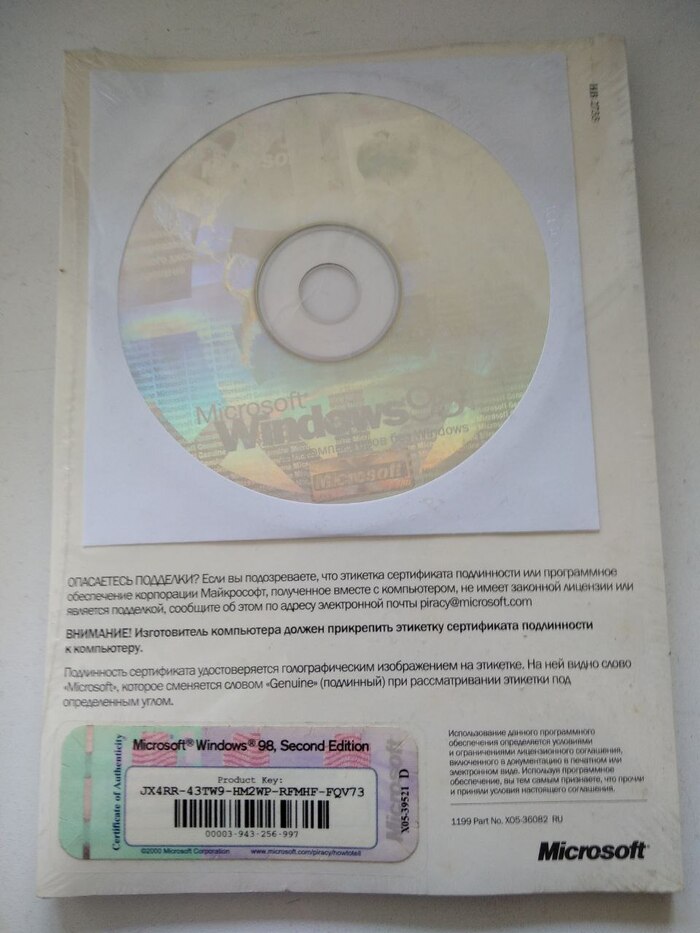 Microsoft
Windows 98
без Windows
Microsoft
ОПАСАЕТЕСЬ ПОДДЕЛКИ? Если вы подозреваете, что этикетка сертификата подлинности или программное
обеспечение корпорации Майкрософт, полученное вместе с компьютером, не имеет законной лицензии или
является подделкой, сообщите об этом по адресу электронной почты piracy@microsoft.com
ВНИМАНИЕ! Изготовитель компьютера должен прикрепить этикетку сертификата подлинности
к компьютеру.
Подлинность сертификата удостоверяется голографическим изображением на этикетке. На ней видно слово
«Microsoft», которое сменяется словом «Genuine» (подлинный) при рассматривании этикетки под
определенным углом.
Certificate of Authenticity
Microsoft® Windows® 98, Second Edition
Product Key:
JX4RR-43TW9-HM2WP-RFMHF-FQV73
00003-943-256-997
©2000 Microsoft Corporation www.microsoft.com/piracy/howtotell
Microsoft
X05-39521 D
Использование данного программного
обеспечения определяется условиями
и ограничениями лицензионного соглашения,
включенного в документацию в печатном или
электронном виде. Используя программное
обеспечение, вы тем самым признаете, что прочли
и приняли условия настоящего соглашения.
1199 Part No. X05-36082 RU
Microsoft